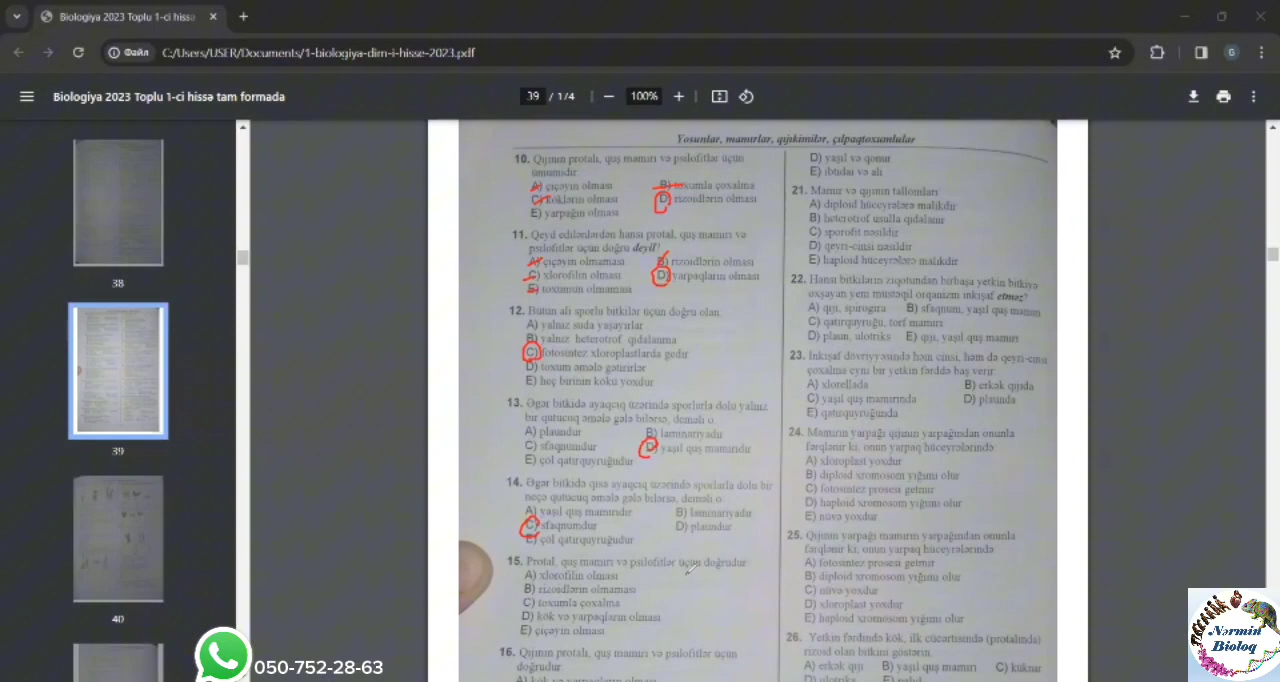 Biologiya 2023 Toplu 1-ci hissə
Файл
C:/Users/USER/Documents/1-biologiya-dim-i-hisse-2023.pdf
G
Biologiya 2023 Toplu 1-ci hissə tam formada
39 / 174
100%
38
39
40
Yosunlar, mamırlar, qıjıkimilər, çılpaqtoxumlular
10. Qıjının protalı, quş mamırı və psilofitlər üçün
ümumidir
A) çiçəyin olması
B) toxumla çoxalma
C) köklərin olması
D) rizoidlərin olması
E) yarpağın olması
11. Qeyd edilənlərdən hansı protal, quş mamırı və
psilofitlər üçün doğru deyil?
A) çiçəyin olmaması
B) rizoidlərin olması
C) xlorofilin olması
D) yarpaqların olması
E) toxumun olmaması
12. Bütün ali sporlu bitkilər üçün doğru olan
A) yalnız suda yaşayırlar
B) yalnız heterotrof qidalanma
C) fotosintez xloroplastlarda gedir
D) toxum əmələ gətirirlər
E) heç birinin kökü yoxdur
13. Əgər bitkidə ayaqcıq üzərində sporlarla dolu yalnız
bir qutucuq əmələ gələ bilərsə, deməli o
A) plaundur
B) laminariyadır
C) sfaqnumdur
D) yaşıl quş mamırıdır
E) çöl qatırquyruğudur
14. Əgər bitkidə qısa ayaqcıq üzərində sporlarla dolu bir
neçə qutucuq əmələ gələ bilərsə, deməli o
A) yaşıl quş mamırıdır
B) laminariyadır
C) sfaqnumdur
D) plaundur
E) çöl qatırquyruğudur
15. Protal, quş mamırı və psilofitlər üçün doğrudur
A) xlorofilin olması
B) rizoidlərin olmaması
C) toxumla çoxalma
D) kök və yarpaqların olması
E) çiçəyin olması
16. Qıjının protalı, quş mamırı və psilofitlər üçün
doğrudur
A) kök və yarpaqların olması
D) yaşıl və qonur
E) ibtidai və ali
21. Mamır və qıjının tallomları
A) diploid hüceyrələrə malikdir
B) heterotrof usulla qidalanır
C) sporofit nəsildir
D) qeyri-cinsi nəsildir
E) haploid hüceyrələrə malikdir
22. Hansı bitkilərin ziqotundan birbaşa yetkin bitkiyə
oxşayan yeni müstəqil orqanizm inkişaf etməz?
A) qıjı, spirogira
B) sfaqnum, yaşıl quş mamırı
C) qatırquyruğu, torf mamırı
D) plaun, ulotriks
E) qıjı, yaşıl quş mamırı
23. İnkişaf dövriyyəsində həm cinsi, həm də qeyri-cinsi
çoxalma eyni bir yetkin fərddə baş verir
A) xlorellada
B) erkək qıjıda
C) yaşıl quş mamırında
D) plaunda
E) qatırquyruğunda
24. Mamırın yarpağı qıjının yarpağından onunla
fərqlənir ki, onun yarpaq hüceyrələrində
A) xloroplast yoxdur
B) diploid xromosom yığımı olur
C) fotosintez prosesi getmir
D) haploid xromosom yığımı olur
E) nüvə yoxdur
25. Qıjının yarpağı mamırın yarpağından onunla
fərqlənir ki, onun yarpaq hüceyrələrində
A) fotosintez prosesi getmir
B) diploid xromosom yığımı olur
C) nüvə yoxdur
D) xloroplast yoxdur
E) haploid xromosom yığımı olur
26. Yetkin fərdində kök, ilk cücərtisində (protalında)
rizoid olan bitkini göstərin.
A) erkək qıjı
B) yaşıl quş mamırı
C) küknar
D) ulotriks
050-752-28-63
Nərmin
Bioloq